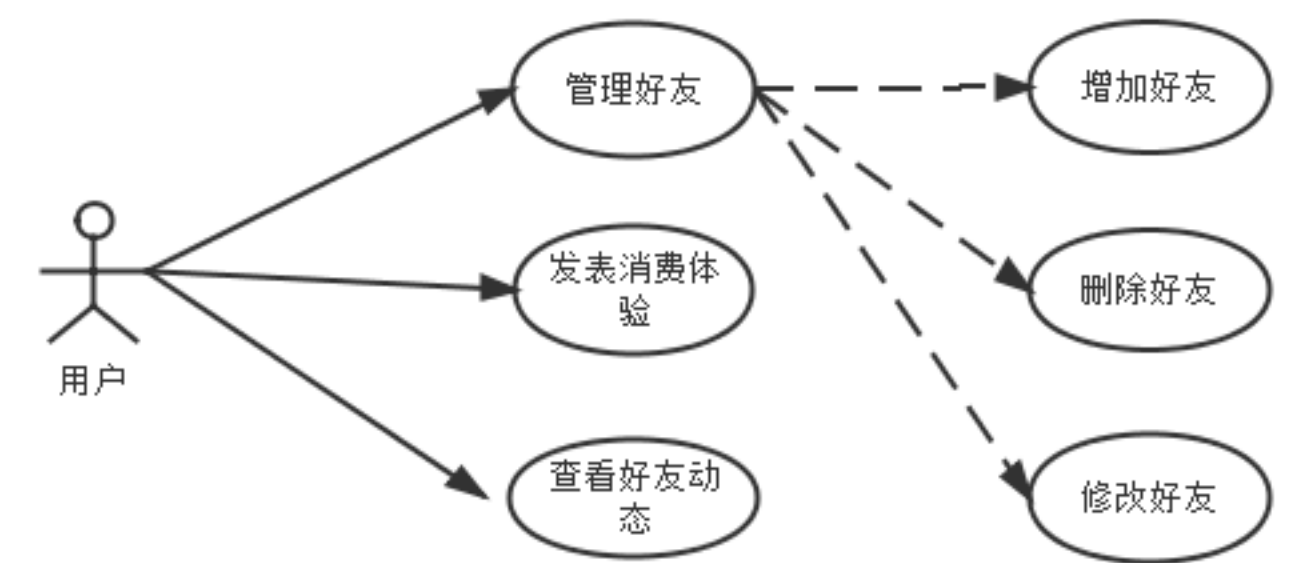 管理好友
增加好友
发表消费体
验
删除好友
用户
查看好友动
态
修改好友